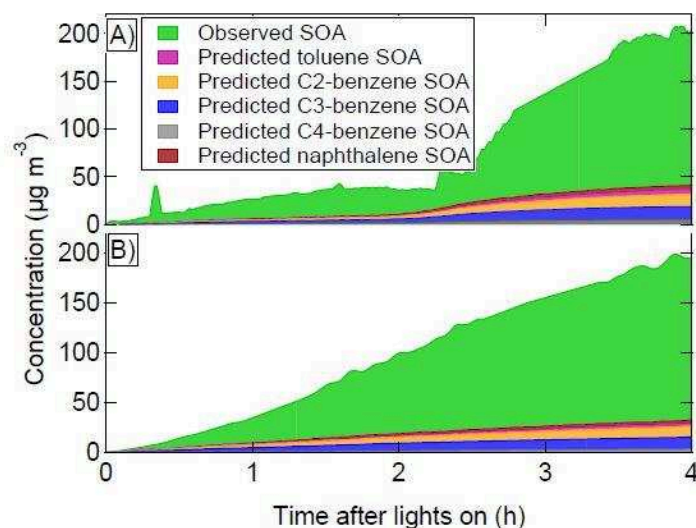 A)
Observed SOA
Predicted toluene SOA
Predicted C2-benzene SOA
Predicted C3-benzene SOA
Predicted C4-benzene SOA
Predicted naphthalene SOA
200
150
100
50
0
B)
200
150
100
50
0
Concentration (µg m⁻³)
0 1 2 3 4
Time after lights on (h)